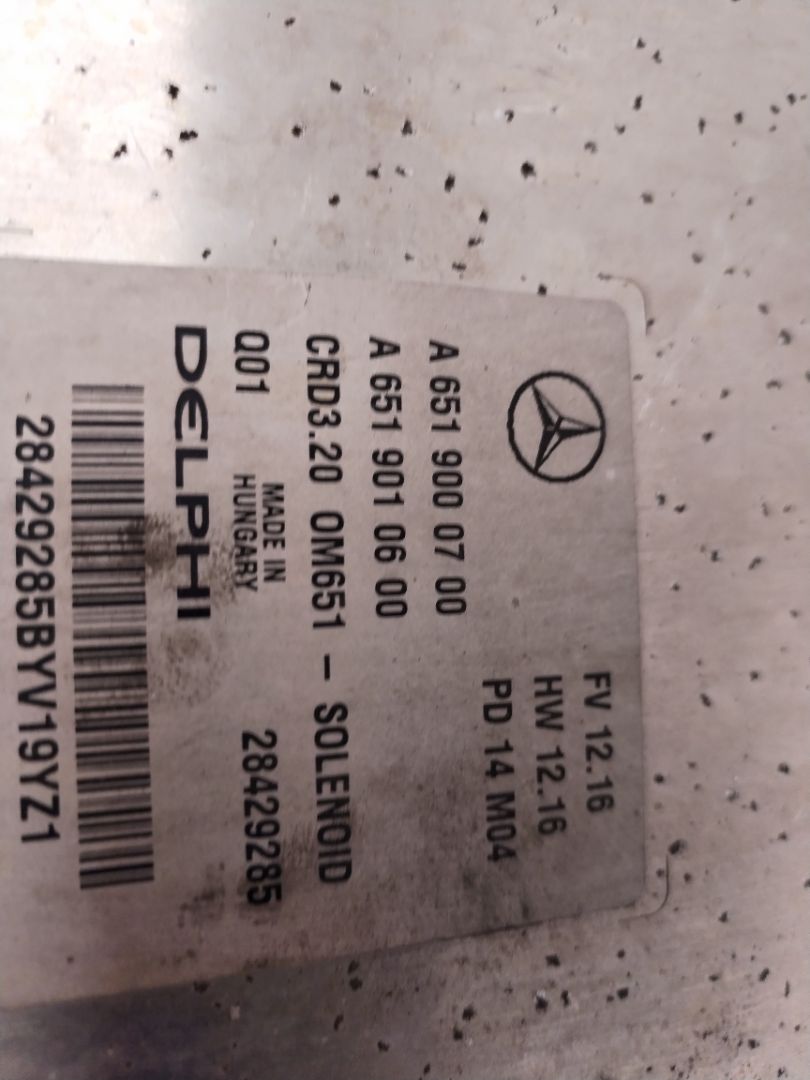 FV 12.16
HW 12.16
PD 14 M04
A 651 900 07 00
A 651 901 06 00
CRD3.20 OM651 – SOLENOID
Q01
MADE IN
HUNGARY
28429285
DELPHI
28429285BYV19YZ1